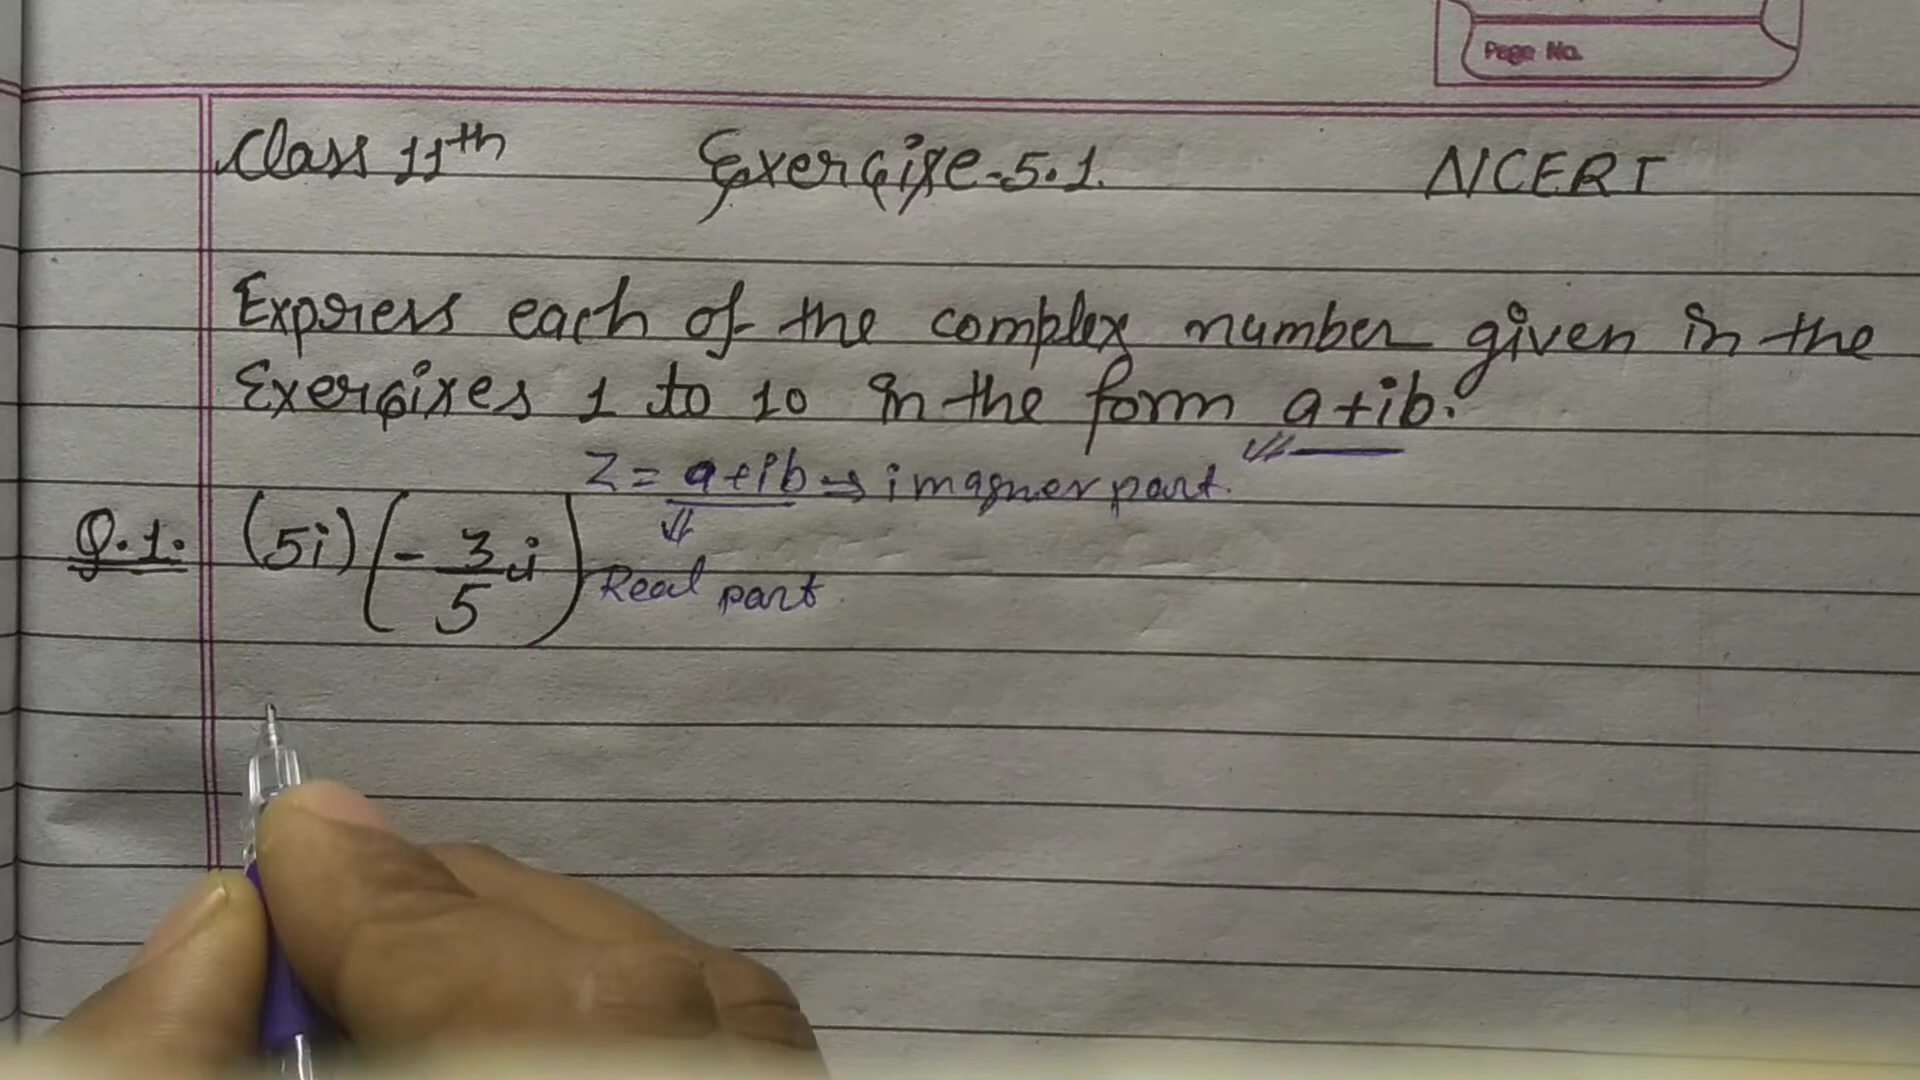 Page No.
Class 11th Exercise-5.1. NCERT
Express each of the complex number given in the
Exercises 1 to 10 in the form a+ib.
Z = a+ib → imagner part.
Q.1. (5i)(-3/5 i)
Real part